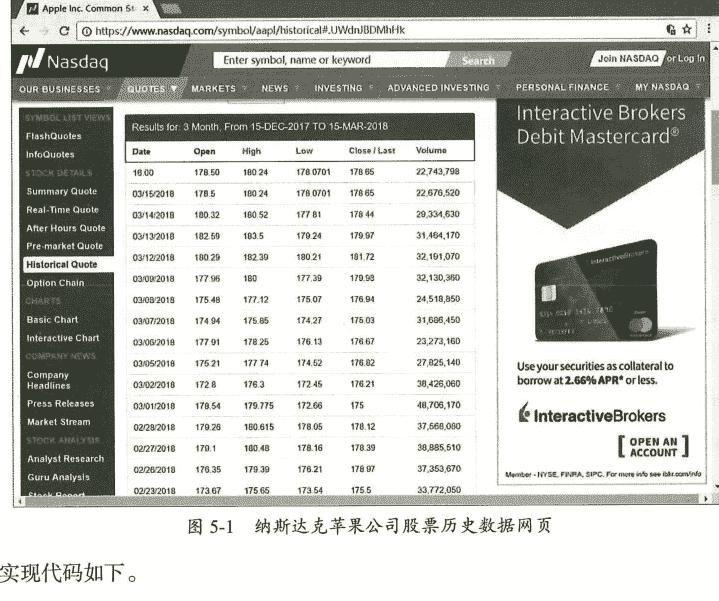 Apple Inc. Common St
https://www.nasdaq.com/symbol/aapl/historical#.UWdnJBDMhHk
Nasdaq
Enter symbol, name or keyword
Search
Join NASDAQ or Log In
OUR BUSINESSES QUOTES MARKETS NEWS INVESTING ADVANCED INVESTING PERSONAL FINANCE MY NASDAQ
SYMBOL LIST VIEWS
FlashQuotes
InfoQuotes
STOCK DETAILS
Summary Quote
Real-Time Quote
After Hours Quote
Pre-market Quote
Historical Quote
Option Chain
CHARTS
Basic Chart
Interactive Chart
COMPANY NEWS
Company
Headlines
Press Releases
Market Stream
STOCK ANALYSIS
Analyst Research
Guru Analysis
Stock Report
Results for: 3 Month, From 15-DEC-2017 TO 15-MAR-2018
Date Open High Low Close / Last Volume
16:00 178.50 180.24 178.0701 178.65 22,743,798
03/15/2018 178.5 180.24 178.0701 178.65 22,676,520
03/14/2018 180.32 180.52 177.81 178.44 29,334,630
03/13/2018 182.59 183.5 179.24 179.97 31,464,170
03/12/2018 180.29 182.39 180.21 181.72 32,191,070
03/09/2018 177.96 180 177.39 179.98 32,130,360
03/08/2018 175.48 177.12 175.07 176.94 24,518,850
03/07/2018 174.94 175.85 174.27 175.03 31,686,450
03/06/2018 177.91 178.25 176.13 176.67 23,273,160
03/05/2018 175.21 177.74 174.52 176.82 27,825,140
03/02/2018 172.8 176.3 172.45 176.21 38,426,060
03/01/2018 178.54 179.775 172.66 175 48,706,170
02/28/2018 179.26 180.615 178.05 178.12 37,568,080
02/27/2018 179.1 180.48 178.16 178.39 38,885,510
02/26/2018 176.35 179.39 176.21 178.97 37,353,670
02/23/2018 173.67 175.65 173.54 175.5 33,772,050
Interactive Brokers
Debit Mastercard®
InteractiveBrokers
Debit
Use your securities as collateral to
borrow at 2.66% APR* or less.
InteractiveBrokers
[ OPEN AN
ACCOUNT ]
Member - NYSE, FINRA, SIPC. For more info see ibkr.com/info
图 5-1 纳斯达克苹果公司股票历史数据网页
实现代码如下。